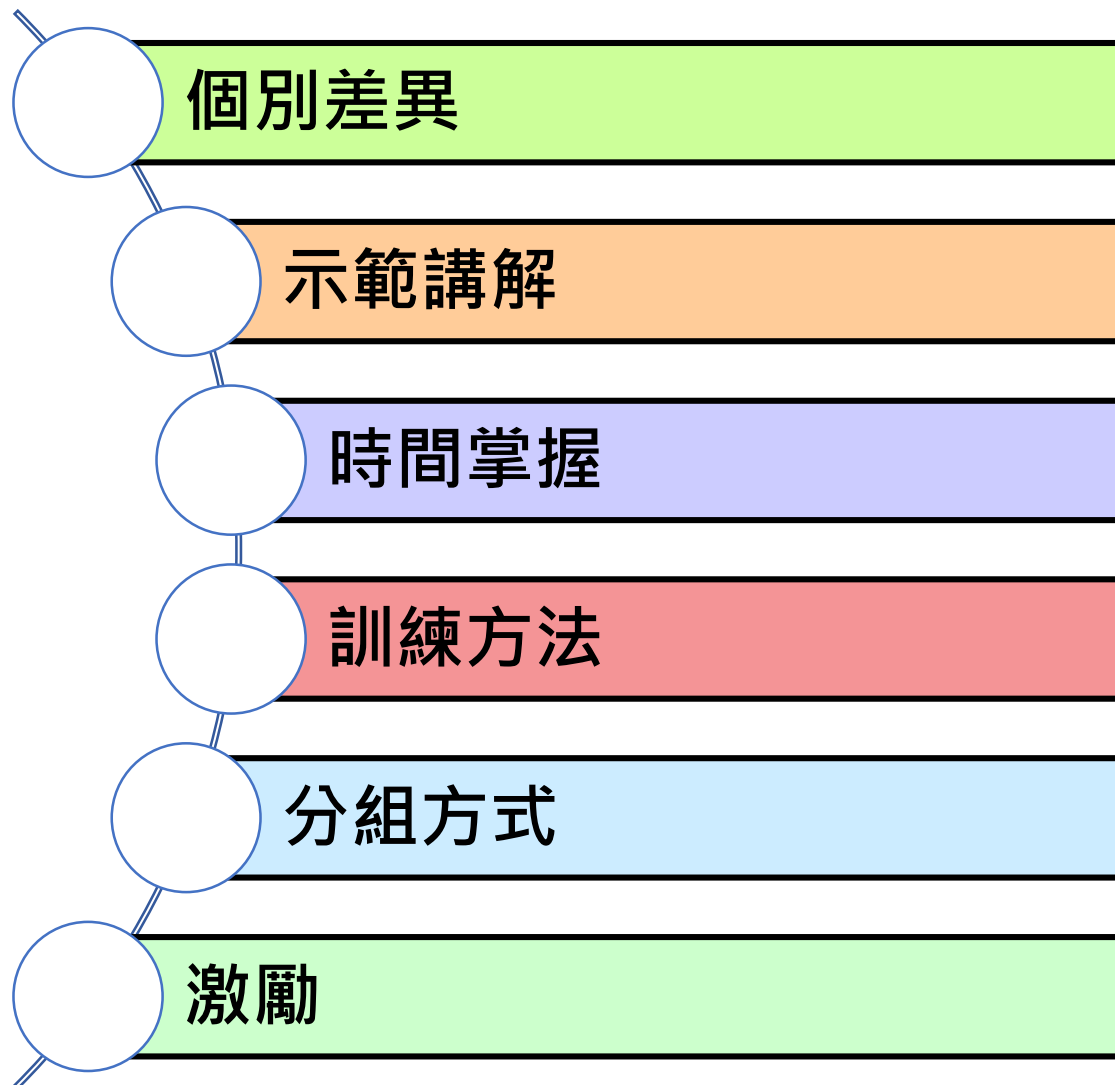 個別差異
示範講解
時間掌握
訓練方法
分組方式
激勵